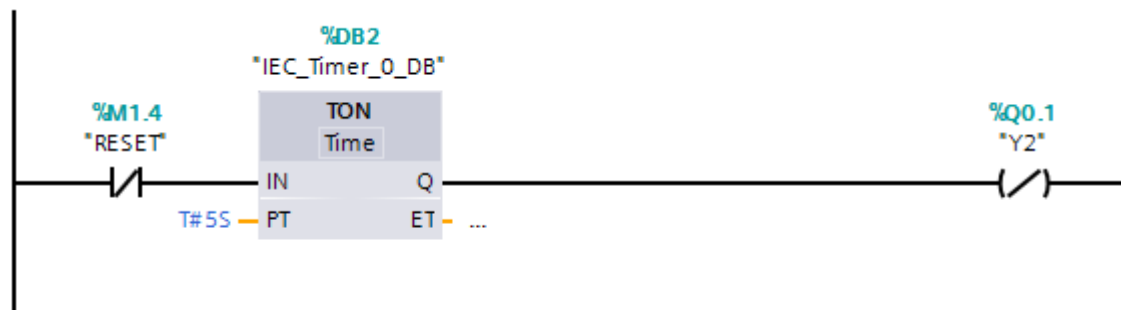 %DB2
"IEC_Timer_0_DB"
%M1.4
"RESET"
TON
Time
%Q0.1
"Y2"
IN Q
T#5S PT ET ...